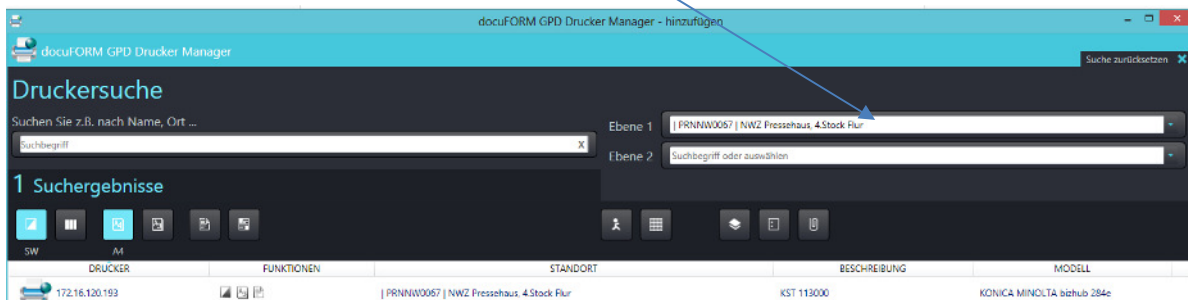 docuFORM GPD Drucker Manager - hinzufügen
docuFORM GPD Drucker Manager
Suche zurücksetzen X
Druckersuche
Suchen Sie z.B. nach Name, Ort ...
Suchbegriff X
Ebene 1 | PRNNW0067 | NWZ Pressehaus, 4.Stock Flur
Ebene 2 Suchbegriff oder auswählen
1 Suchergebnisse
SW A4
DRUCKER FUNKTIONEN STANDORT BESCHREIBUNG MODELL
172.16.120.193 | PRNNW0067 | NWZ Pressehaus, 4.Stock Flur KST 113000 KONICA MINOLTA bizhub 284e